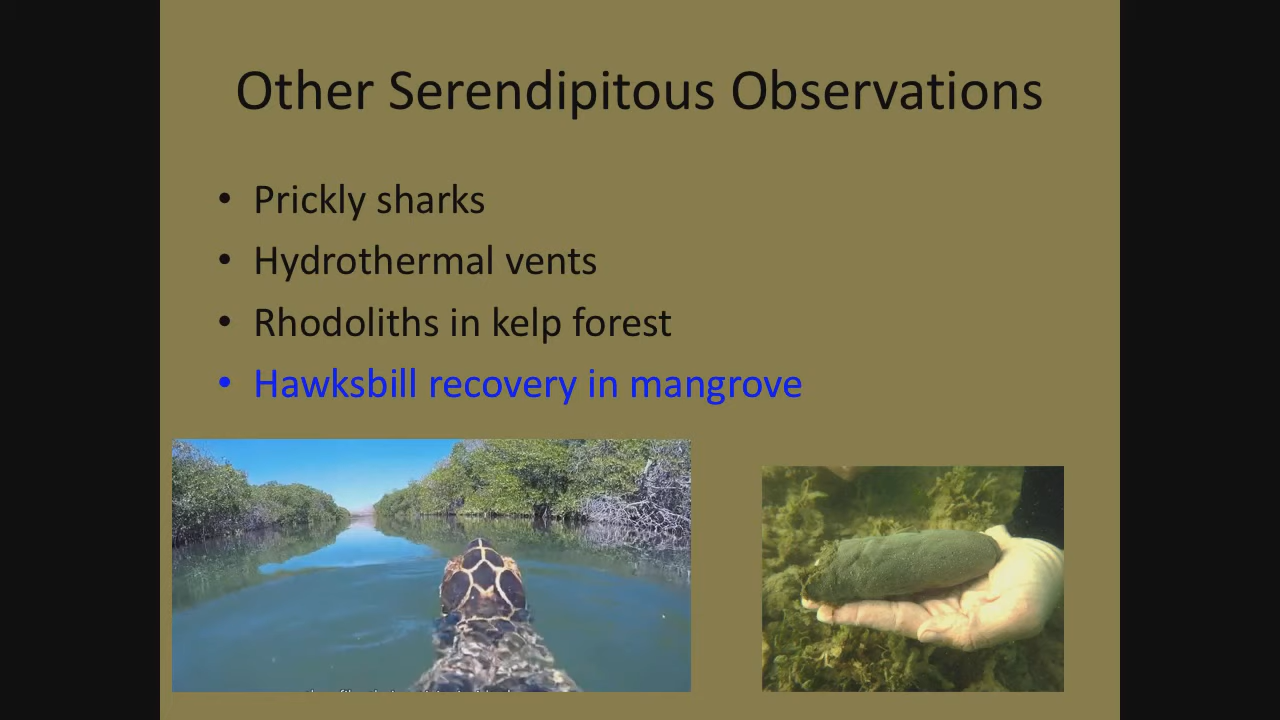 Other Serendipitous Observations
• Prickly sharks
• Hydrothermal vents
• Rhodoliths in kelp forest
• Hawksbill recovery in mangrove